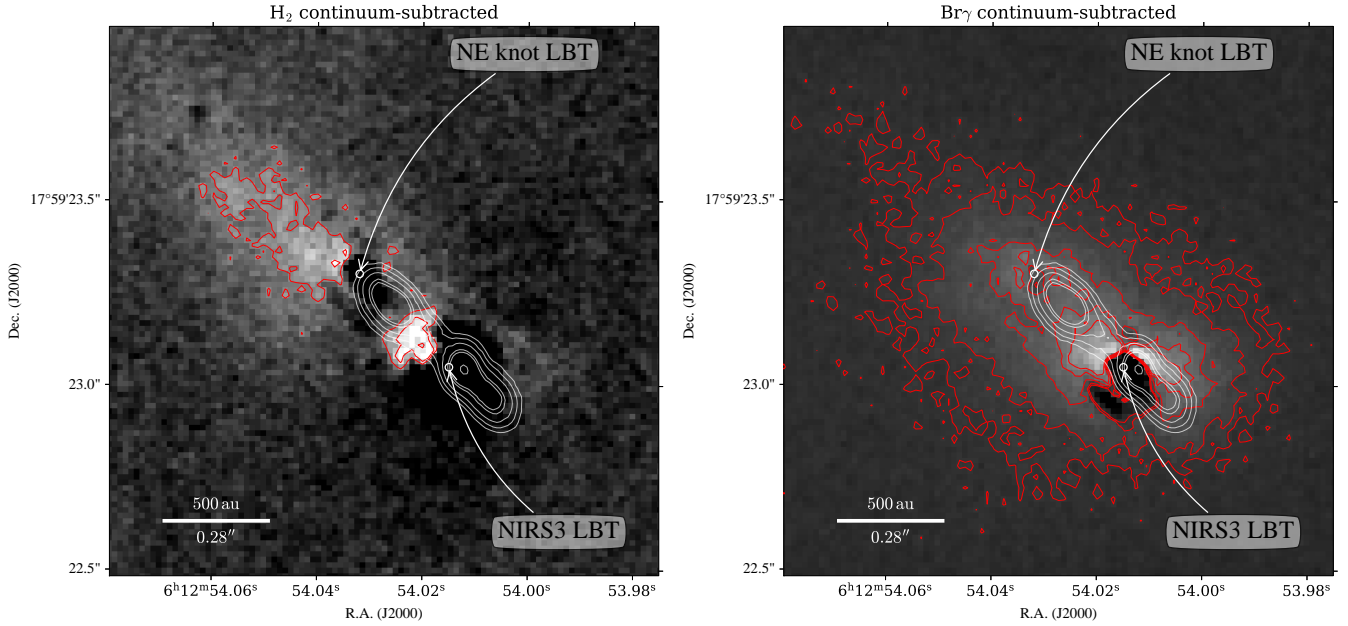 H₂ continuum-subtracted
NE knot LBT
17°59'23.5"
23.0"
22.5"
Dec. (J2000)
500 au
0.28″
NIRS3 LBT
6ʰ12ᵐ54.06ˢ
54.04ˢ
54.02ˢ
54.00ˢ
53.98ˢ
R.A. (J2000)
Brγ continuum-subtracted
NE knot LBT
17°59'23.5"
23.0"
22.5"
Dec. (J2000)
500 au
0.28″
NIRS3 LBT
6ʰ12ᵐ54.06ˢ
54.04ˢ
54.02ˢ
54.00ˢ
53.98ˢ
R.A. (J2000)